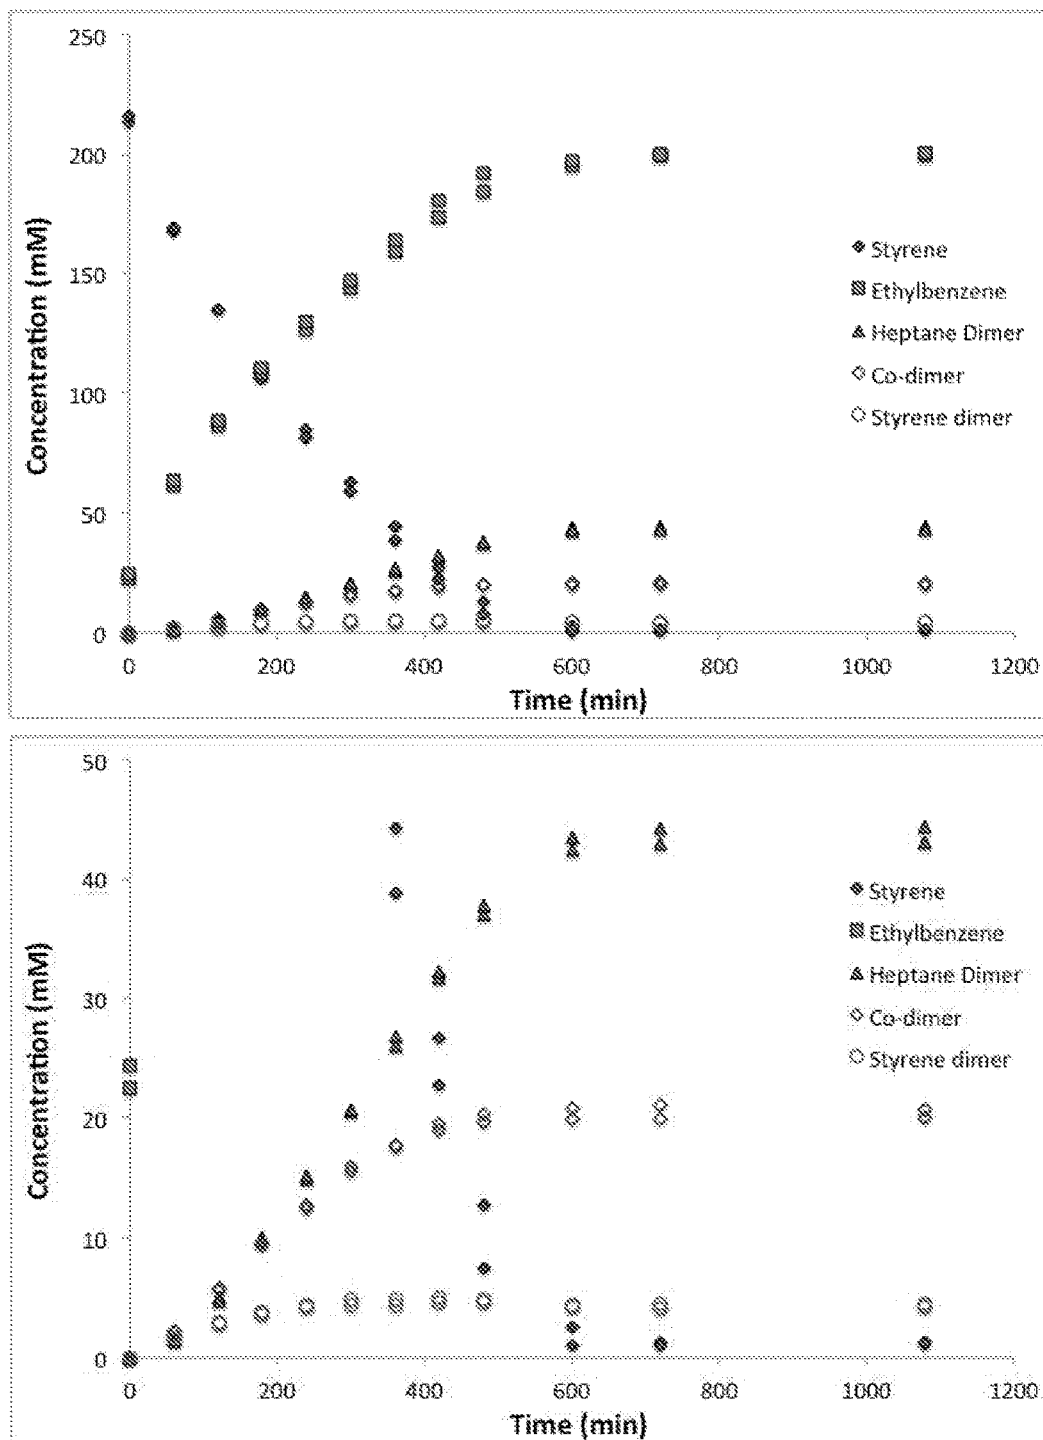 250
200
150
100
50
0
Concentration (mM)
Styrene
Ethylbenzene
Heptane Dimer
Co-dimer
Styrene dimer
0 200 400 600 800 1000 1200
Time (min)
50
40
30
20
10
0
Concentration (mM)
Styrene
Ethylbenzene
Heptane Dimer
Co-dimer
Styrene dimer
0 200 400 600 800 1000 1200
Time (min)